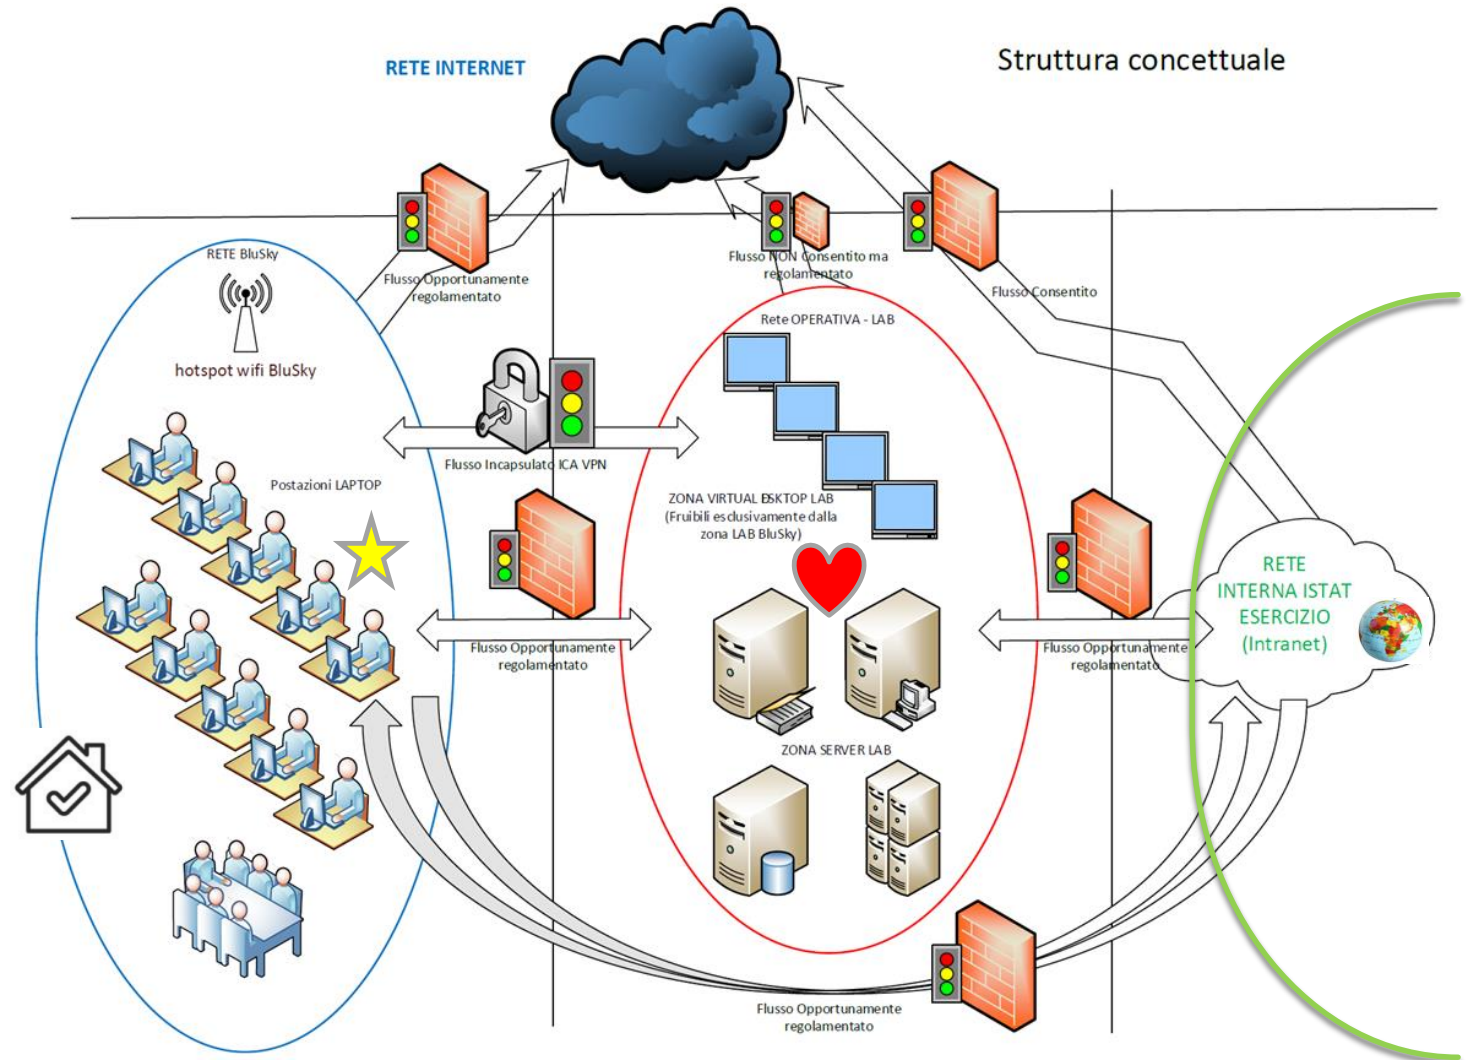 Struttura concettuale
RETE INTERNET
RETE BluSky
hotspot wifi BluSky
Flusso Opportunamente
regolamentato
Flusso NON Consentito ma
regolamentato
Flusso Consentito
Rete OPERATIVA - LAB
Flusso Incapsulato ICA VPN
Postazioni LAPTOP
ZONA VIRTUAL DESKTOP LAB
(Fruibili esclusivamente dalla
zona LAB BluSky)
RETE
INTERNA ISTAT
ESERCIZIO
(Intranet)
Flusso Opportunamente
regolamentato
Flusso Opportunamente
regolamentato
ZONA SERVER LAB
Flusso Opportunamente
regolamentato